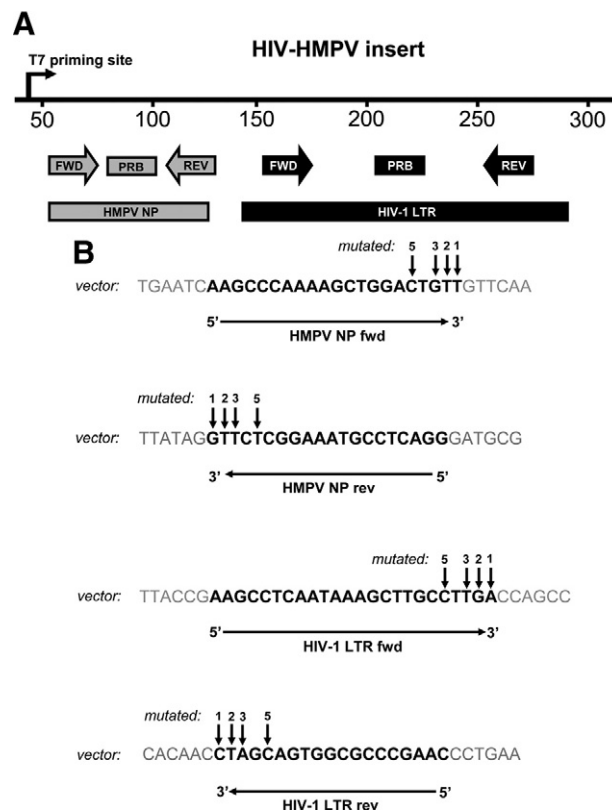 A
HIV-HMPV insert
T7 priming site
50 100 150 200 250 300
FWD PRB REV FWD PRB REV
HMPV NP HIV-1 LTR
B
mutated: 5 3 2 1
vector: TGAATCAAGCCCAAAAGCTGGACTGTTGTTCAA
5’ 3’
HMPV NP fwd
mutated: 1 2 3 5
vector: TTATAGGTTCTCGGAAATGCCTCAGGGATGCG
3’ 5’
HMPV NP rev
mutated: 5 3 2 1
vector: TTACCGAAGCCTCAATAAAGCTTGCCTTGACCAGCC
5’ 3’
HIV-1 LTR fwd
mutated: 1 2 3 5
vector: CACAACCTAGCAGTGGCGCCCGAACCCTGAA
3’ 5’
HIV-1 LTR rev